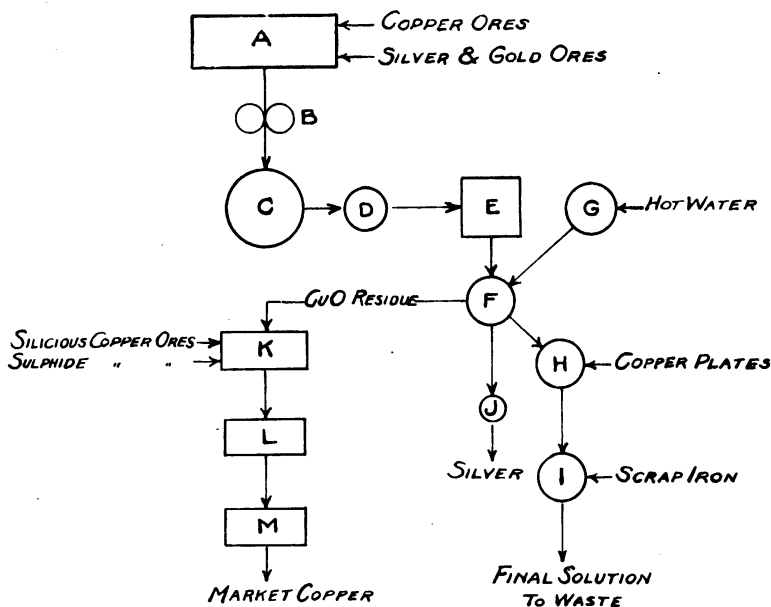 A
COPPER ORES
SILVER & GOLD ORES
B
C
D
E
G
HOT WATER
CUO RESIDUE
F
SILICIOUS COPPER ORES
SULPHIDE " "
K
H
COPPER PLATES
J
L
SILVER
I
SCRAP IRON
M
MARKET COPPER
FINAL SOLUTION
TO WASTE